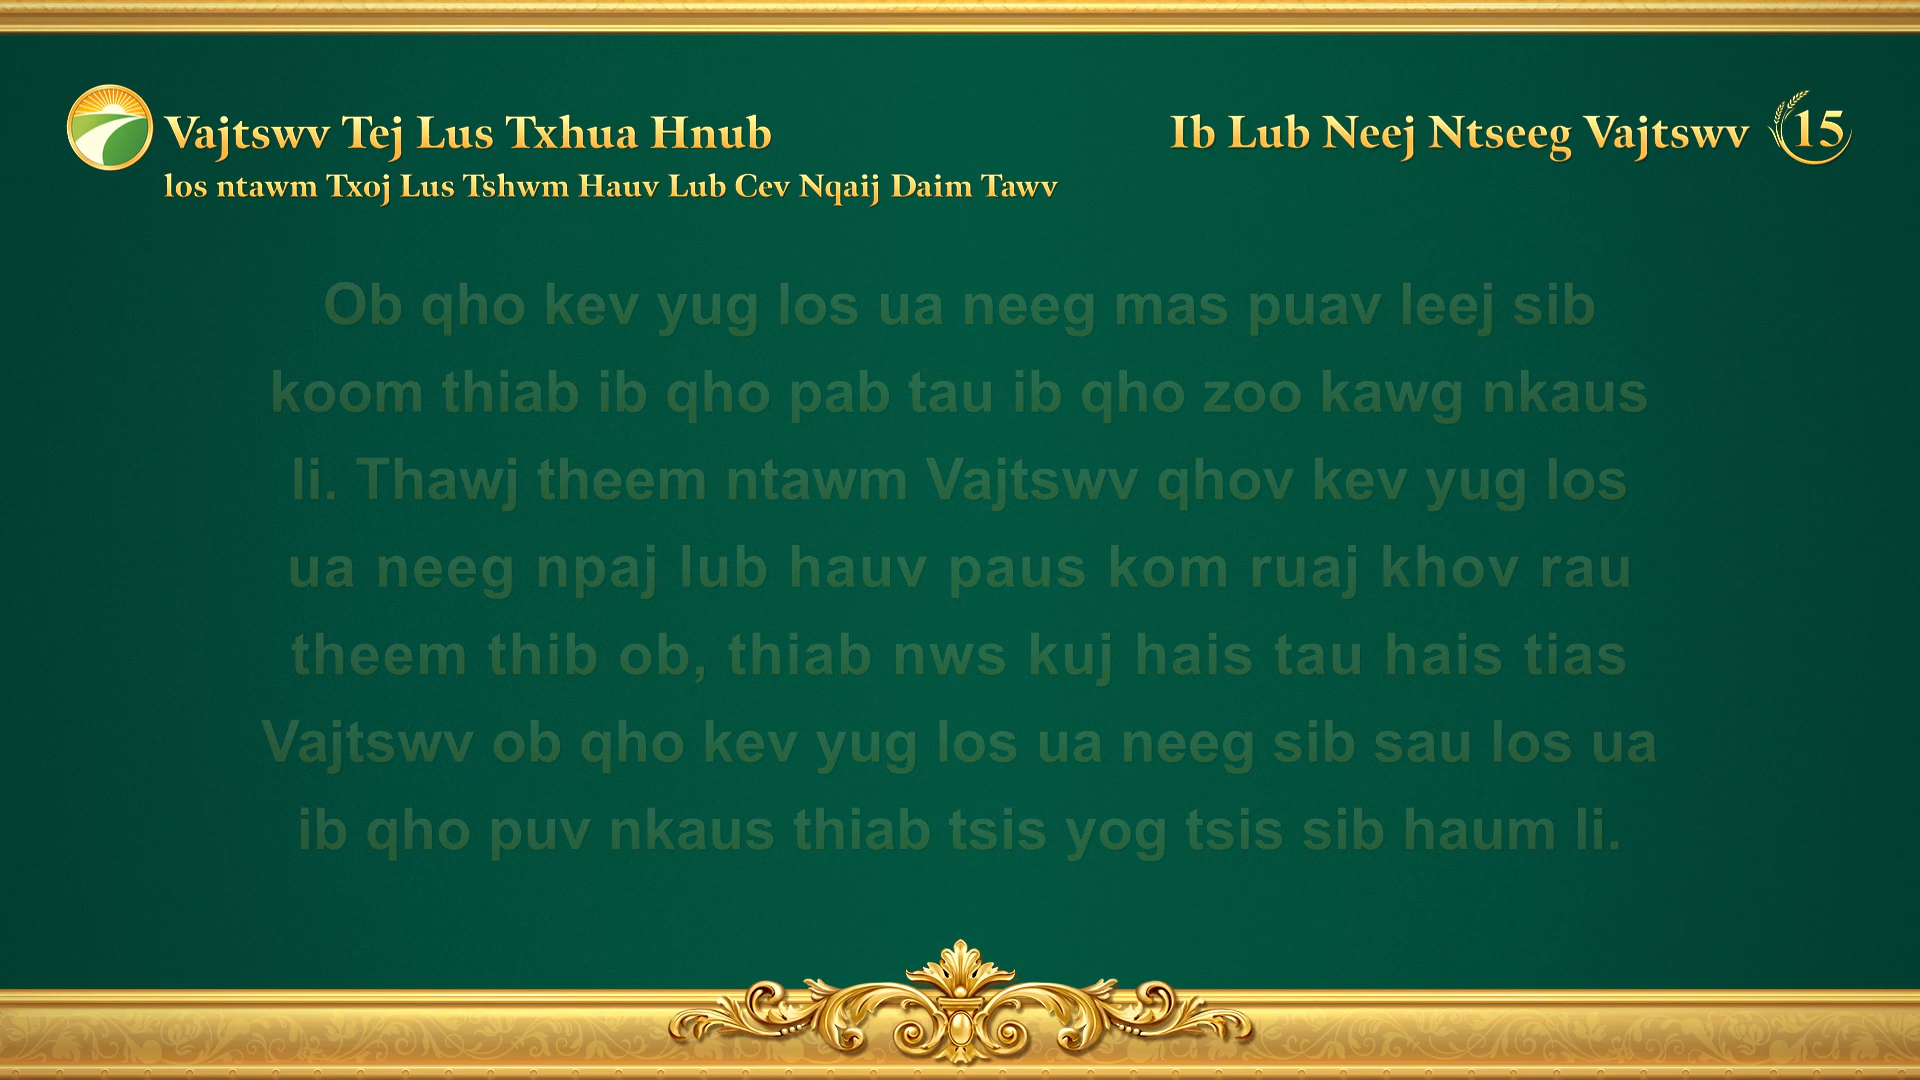 Vajtswv Tej Lus Txhua Hnub
los ntawm Txoj Lus Tshwm Hauv Lub Cev Nqaij Daim Tawv
Ib Lub Neej Ntseeg Vajtswv 15
Ob qho kev yug los ua neeg mas puav leej sib
koom thiab ib qho pab tau ib qho zoo kawg nkaus
li. Thawj theem ntawm Vajtswv qhov kev yug los
ua neeg npaj lub hauv paus kom ruaj khov rau
theem thib ob, thiab nws kuj hais tau hais tias
Vajtswv ob qho kev yug los ua neeg sib sau los ua
ib qho puv nkaus thiab tsis yog tsis sib haum li.